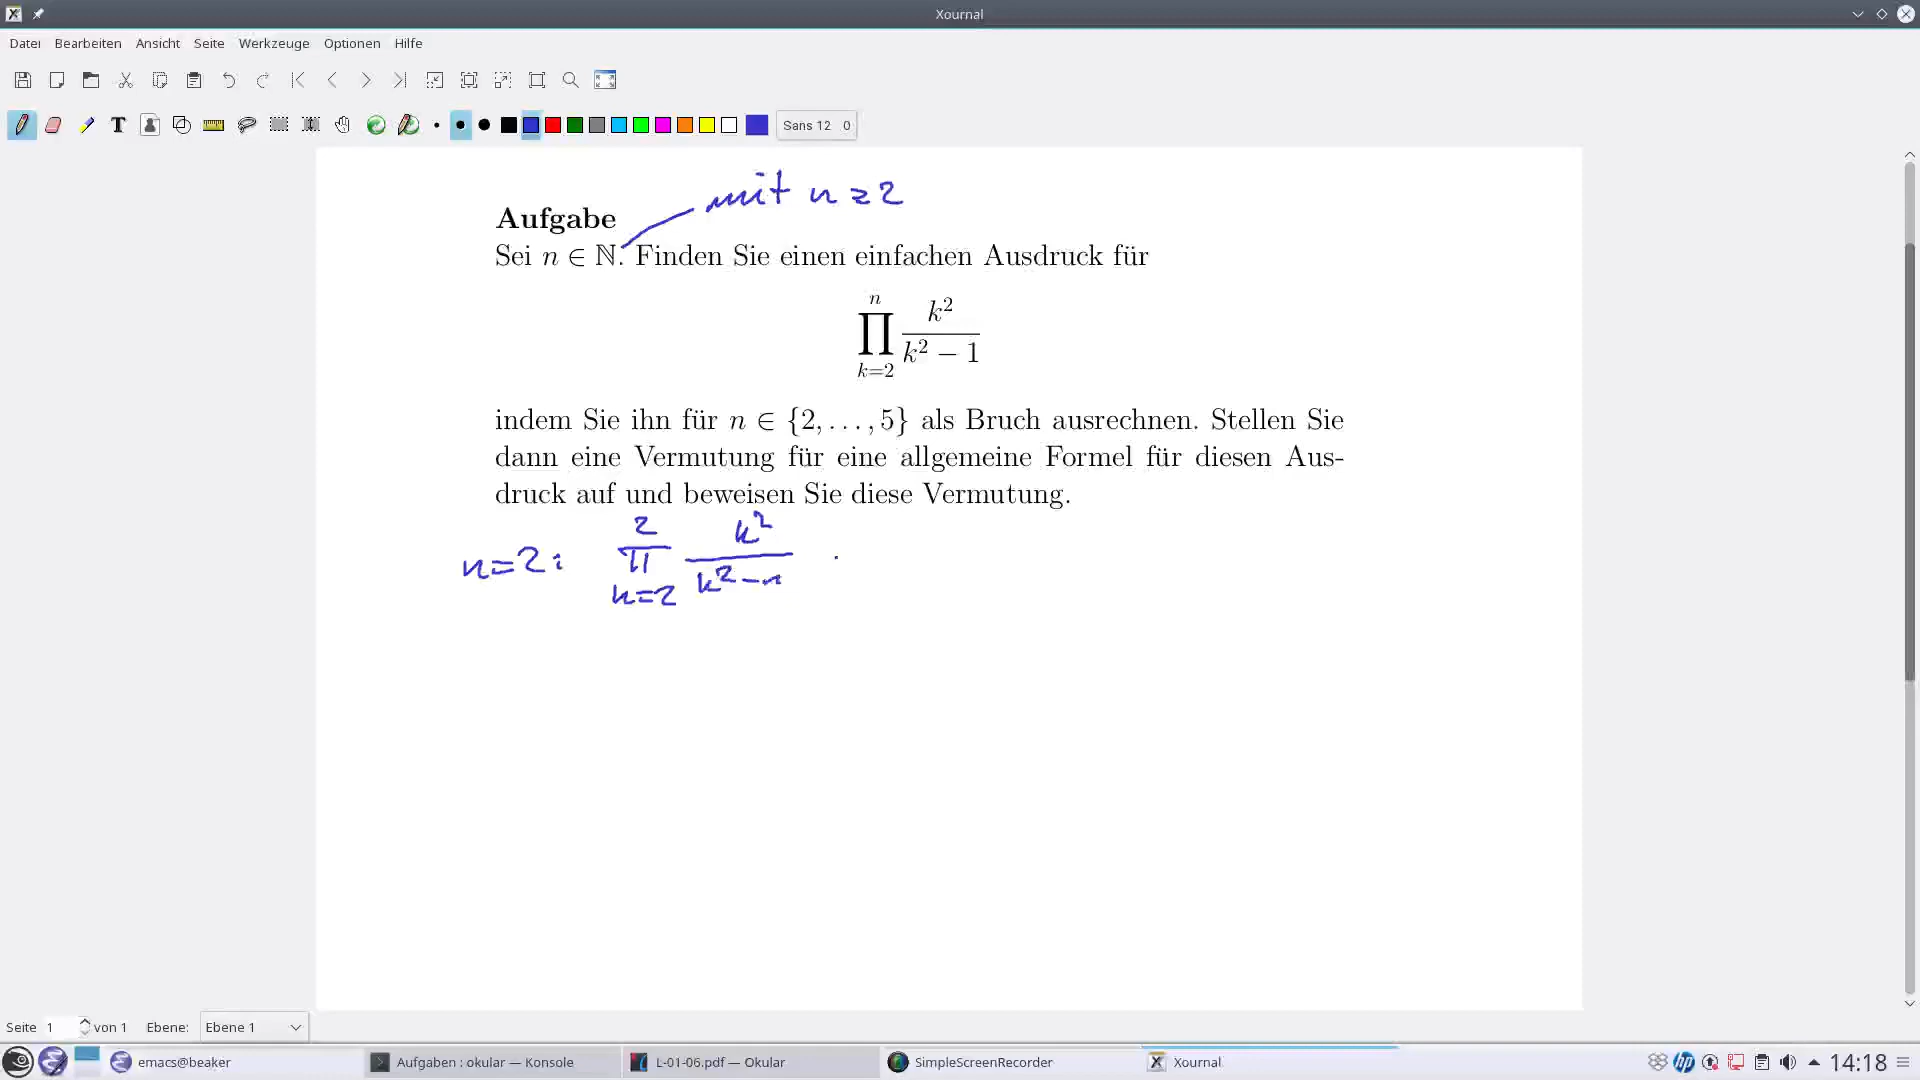 Xournal
Datei Bearbeiten Ansicht Seite Werkzeuge Optionen Hilfe
T Sans 12 0
mit n ≥ 2
Aufgabe
Sei n ∈ ℕ. Finden Sie einen einfachen Ausdruck für
n
∏ k² / (k² − 1)
k=2
indem Sie ihn für n ∈ {2, . . . , 5} als Bruch ausrechnen. Stellen Sie
dann eine Vermutung für eine allgemeine Formel für diesen Aus-
druck auf und beweisen Sie diese Vermutung.
2
n=2: ∏ k² / (k² − 1)
k=2
Seite 1 von 1 Ebene: Ebene 1
emacs@beaker Aufgaben : okular — Konsole L-01-06.pdf — Okular SimpleScreenRecorder Xournal hp 14:18